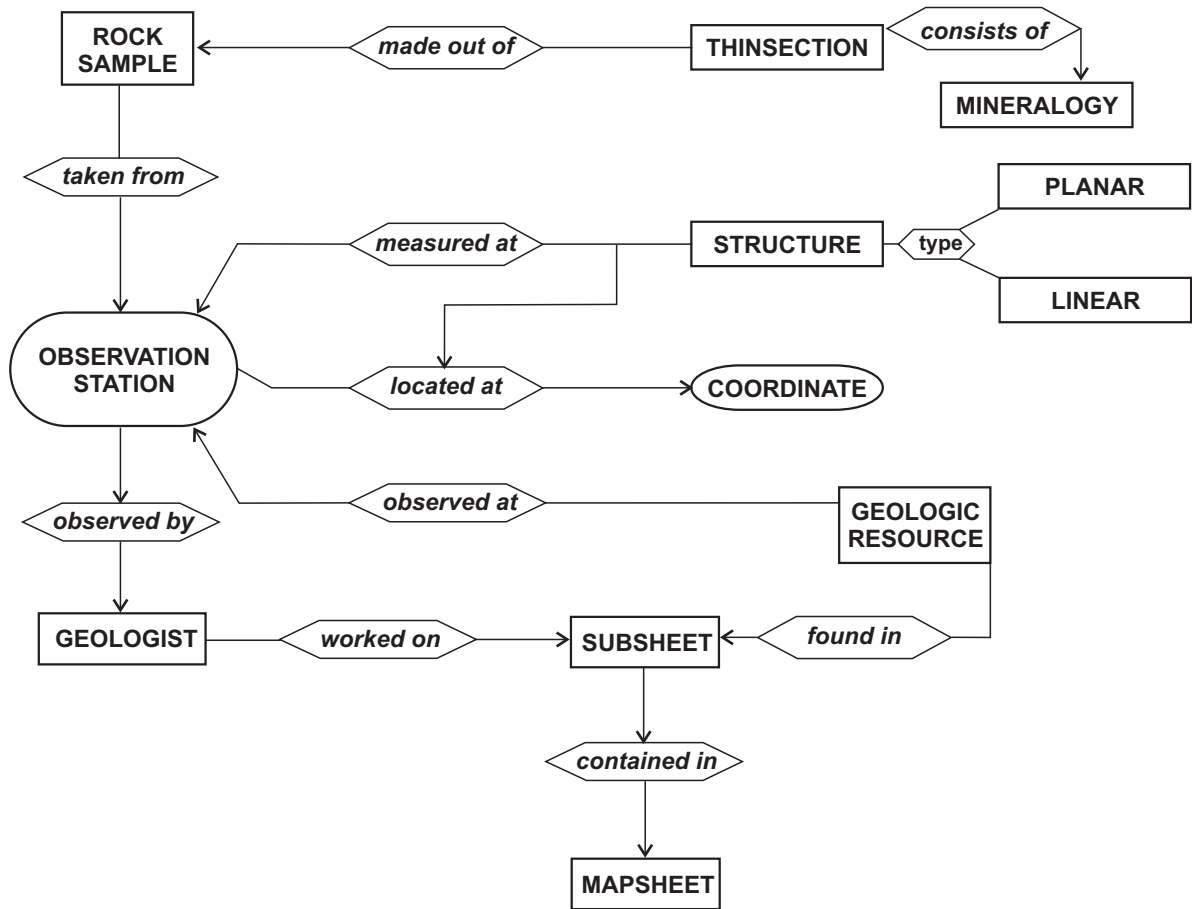 ROCK
SAMPLE
made out of
THINSECTION
consists of
MINERALOGY
taken from
PLANAR
measured at
STRUCTURE
type
LINEAR
OBSERVATION
STATION
located at
COORDINATE
observed at
GEOLOGIC
RESOURCE
observed by
GEOLOGIST
worked on
SUBSHEET
found in
contained in
MAPSHEET